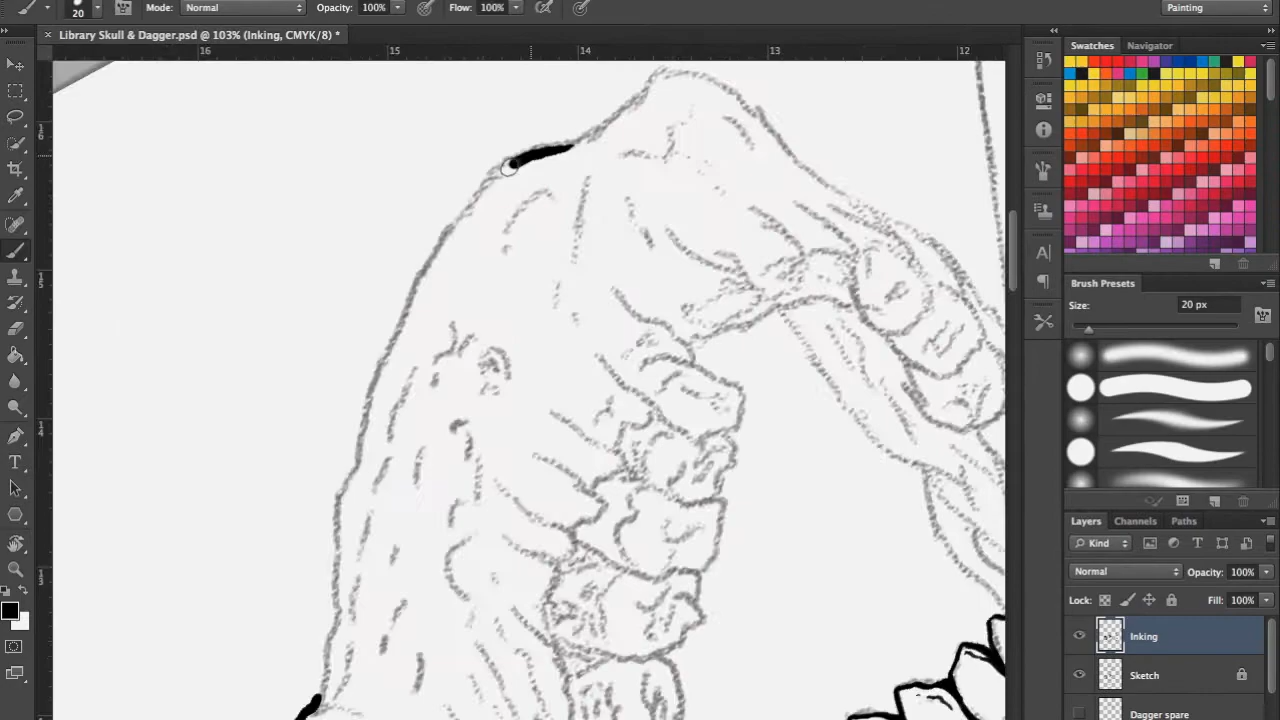 20 Mode: Normal Opacity: 100% Flow: 100% Painting
× Library Skull & Dagger.psd @ 103% (Inking, CMYK/8) *
16 15 14 13 12
Swatches Navigator
Brush Presets
Size: 20 px
Layers Channels Paths
Kind
Normal Opacity: 100%
Lock: Fill: 100%
Inking
Sketch
Dagger spare